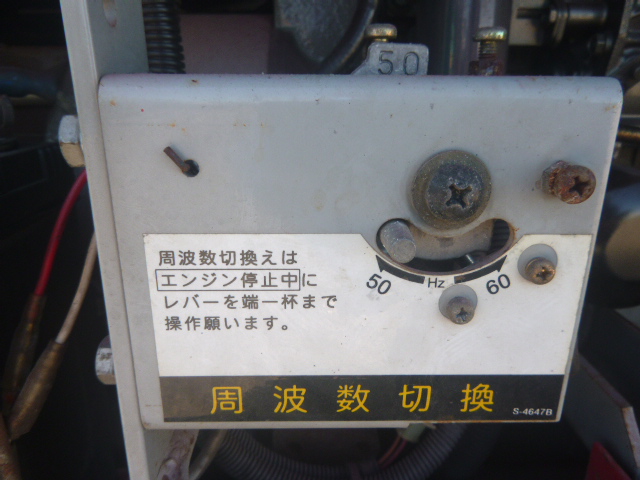 50
周波数切換えは
エンジン停止中に
レバーを端一杯まで
操作願います。
50 Hz 60
周波数切換
S-4647B